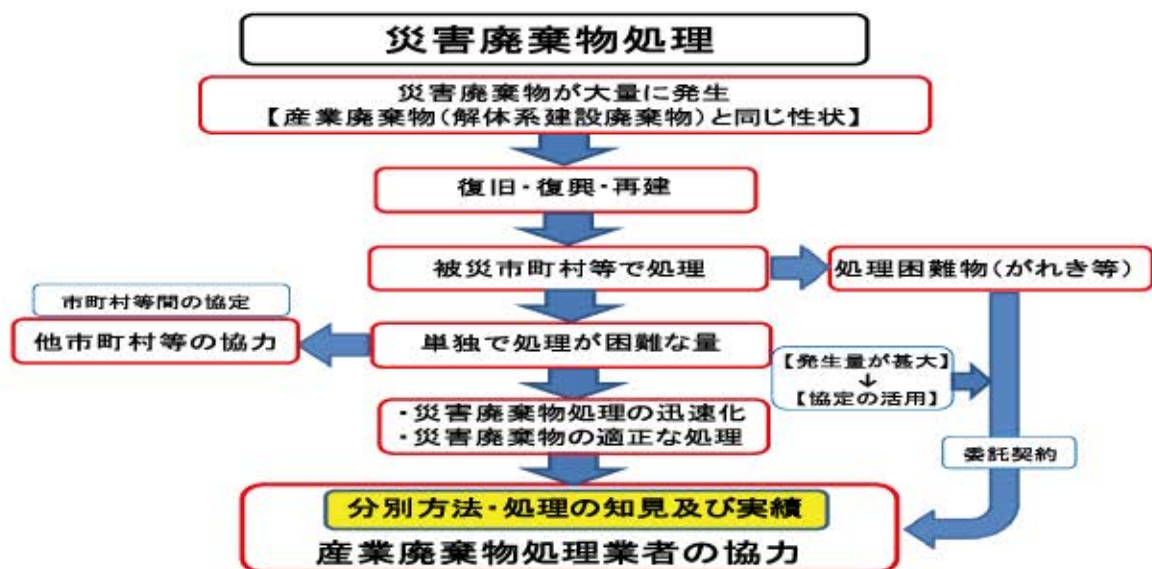 災害廃棄物処理
災害廃棄物が大量に発生
【産業廃棄物(解体系建設廃棄物)と同じ性状】
復旧・復興・再建
被災市町村等で処理
処理困難物(がれき等)
市町村等間の協定
他市町村等の協力
単独で処理が困難な量
【発生量が甚大】
↓
【協定の活用】
・災害廃棄物処理の迅速化
・災害廃棄物の適正な処理
委託契約
分別方法・処理の知見及び実績
産業廃棄物処理業者の協力